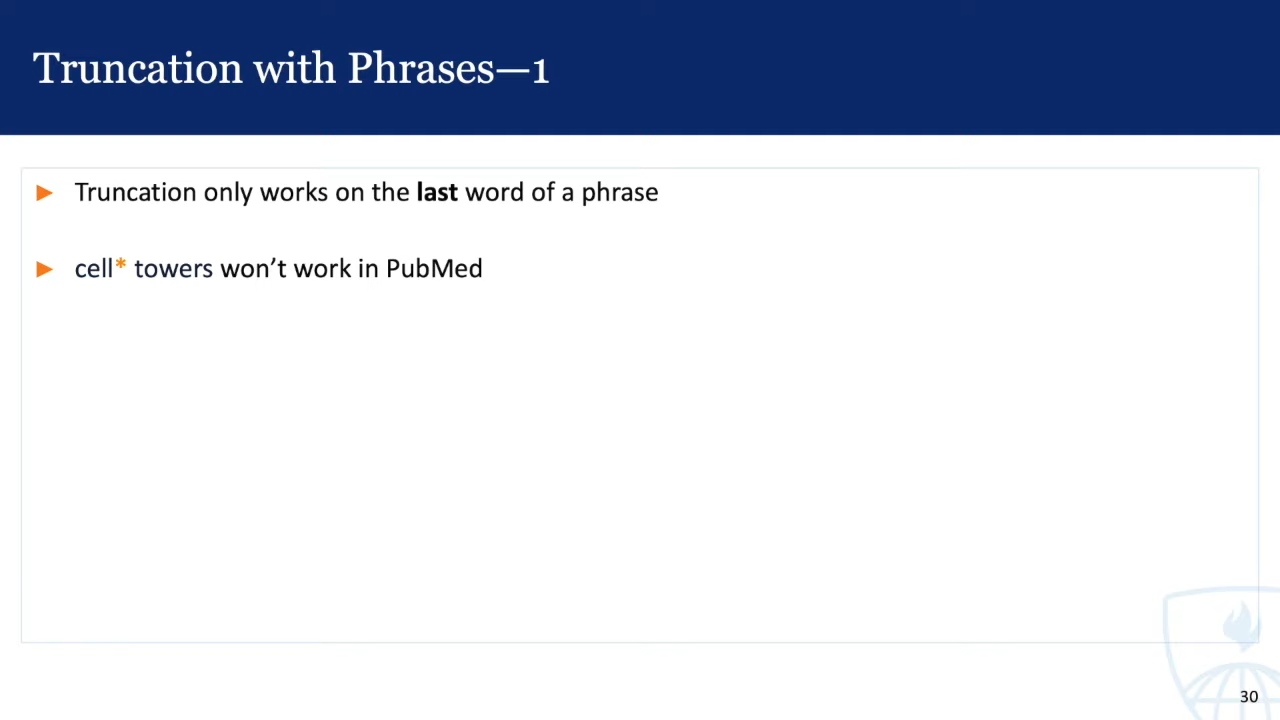 Truncation with Phrases—1
► Truncation only works on the last word of a phrase
► cell* towers won’t work in PubMed
30